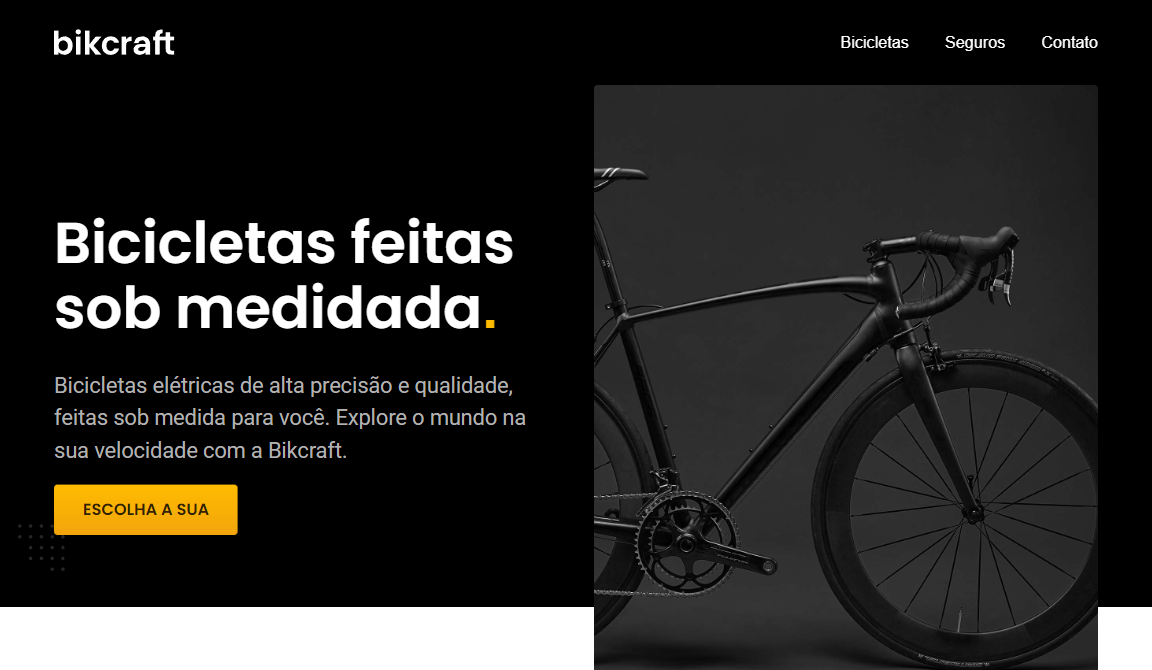 bikcraft
Bicicletas
Seguros
Contato
Bicicletas feitas
sob medidada.
Bicicletas elétricas de alta precisão e qualidade,
feitas sob medida para você. Explore o mundo na
sua velocidade com a Bikcraft.
ESCOLHA A SUA